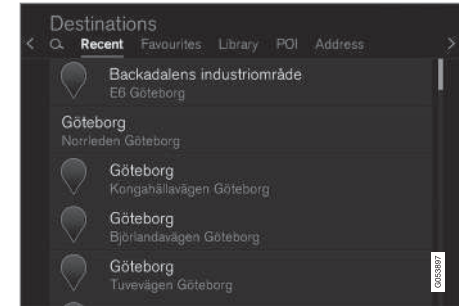 Destinations
Recent Favourites Library POI Address
Backadalens industriområde
E6 Göteborg
Göteborg
Norrleden Göteborg
Göteborg
Kongahällavägen Göteborg
Göteborg
Björlandavägen Göteborg
Göteborg
Tuvevägen Göteborg
G053897